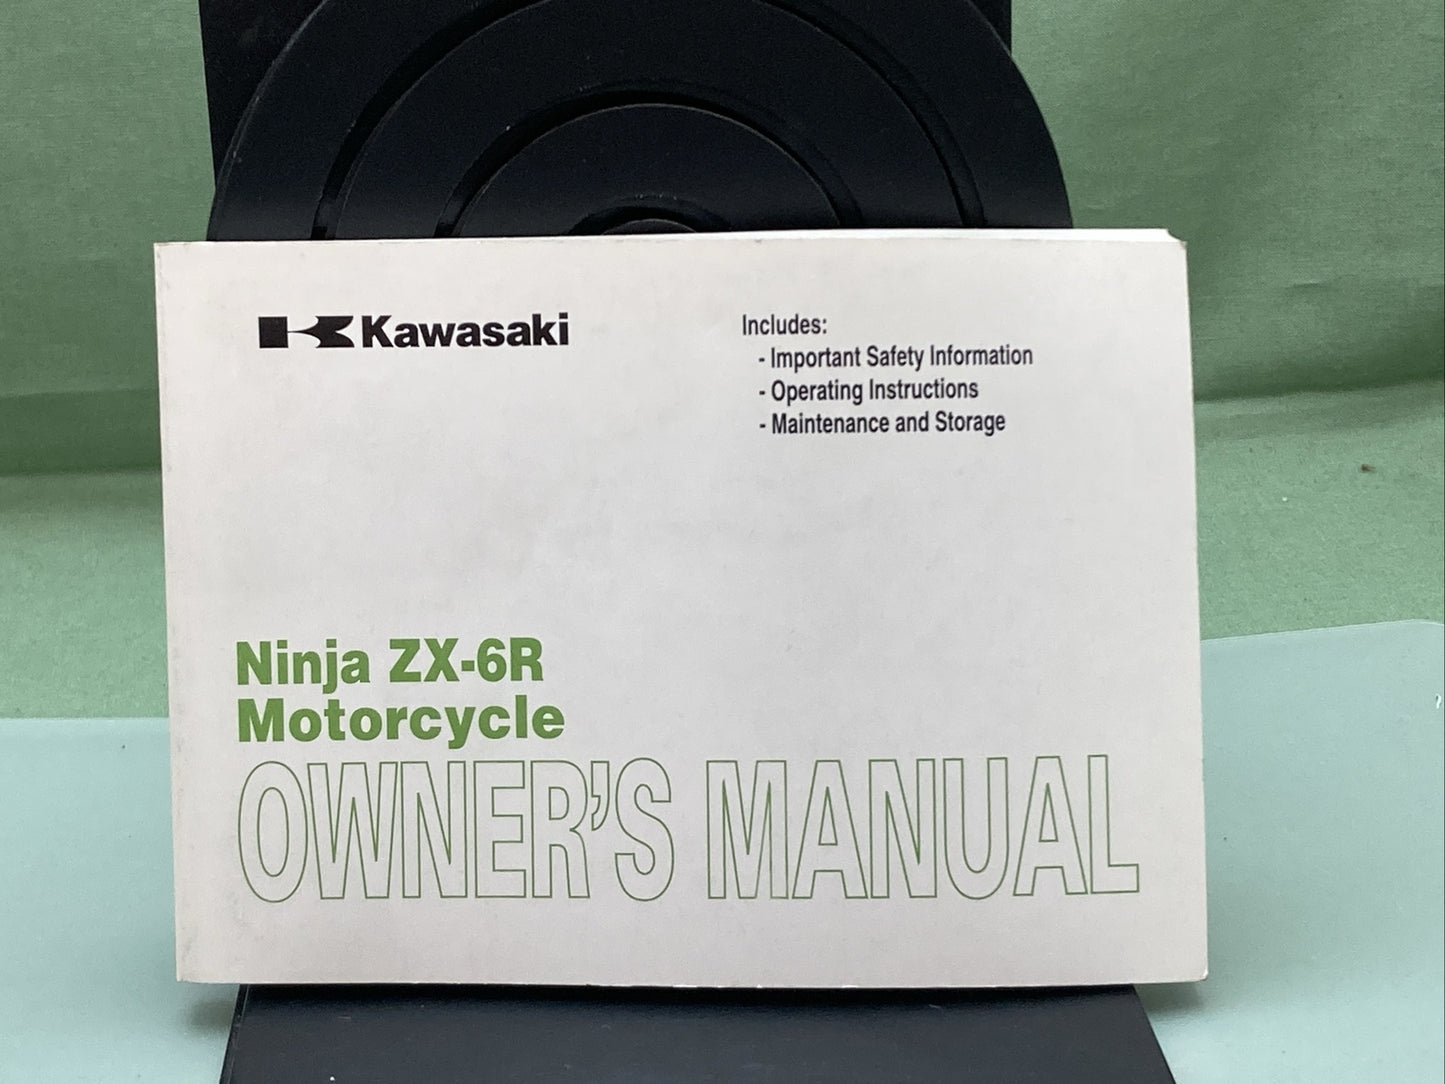 Kawasaki
Includes:
- Important Safety Information
- Operating Instructions
- Maintenance and Storage
Ninja ZX-6R
Motorcycle
OWNER'S MANUAL